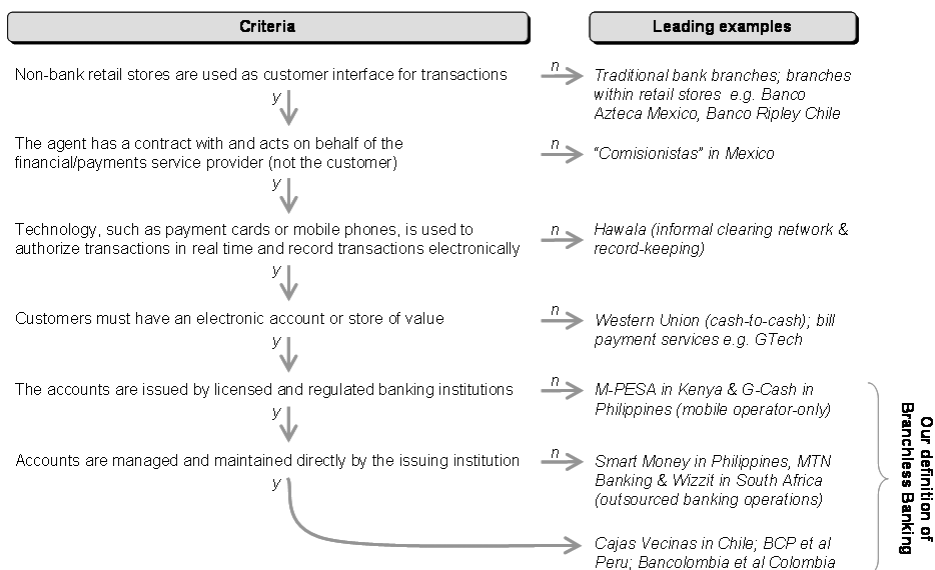 Criteria
Leading examples
Non-bank retail stores are used as customer interface for transactions
n
Traditional bank branches; branches
within retail stores e.g. Banco
Azteca Mexico, Banco Ripley Chile
y
The agent has a contract with and acts on behalf of the
financial/payments service provider (not the customer)
n
"Comisionistas" in Mexico
y
Technology, such as payment cards or mobile phones, is used to
authorize transactions in real time and record transactions electronically
n
Hawala (informal clearing network &
record-keeping)
y
Customers must have an electronic account or store of value
n
Western Union (cash-to-cash); bill
payment services e.g. GTech
y
The accounts are issued by licensed and regulated banking institutions
n
M-PESA in Kenya & G-Cash in
Philippines (mobile operator-only)
y
Accounts are managed and maintained directly by the issuing institution
n
Smart Money in Philippines, MTN
Banking & Wizzit in South Africa
(outsourced banking operations)
y
Cajas Vecinas in Chile; BCP et al
Peru; Bancolombia et al Colombia
Our definition of
Branchless Banking